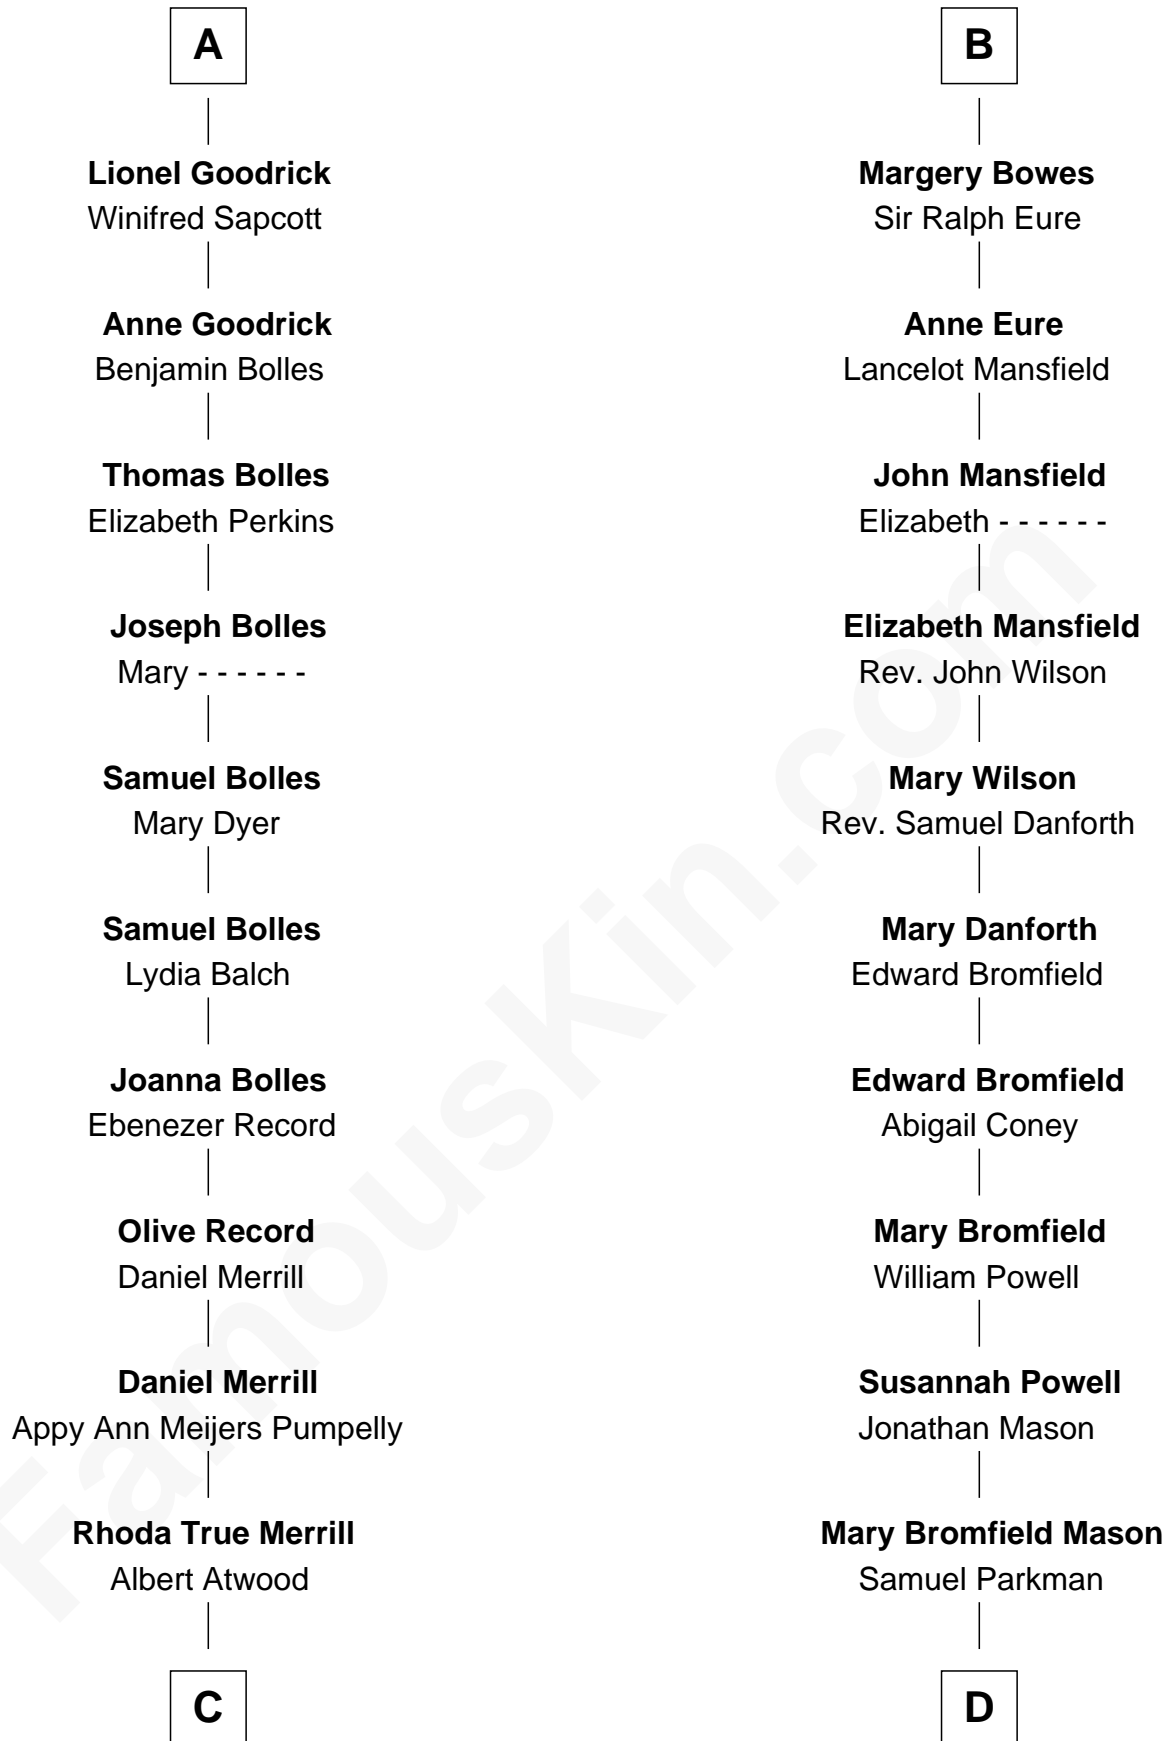 A
Lionel Goodrick
Winifred Sapcott
Anne Goodrick
Benjamin Bolles
Thomas Bolles
Elizabeth Perkins
Joseph Bolles
Mary - - - - - -
Samuel Bolles
Mary Dyer
Samuel Bolles
Lydia Balch
Joanna Bolles
Ebenezer Record
Olive Record
Daniel Merrill
Daniel Merrill
Appy Ann Meijers Pumpelly
Rhoda True Merrill
Albert Atwood
C
B
Margery Bowes
Sir Ralph Eure
Anne Eure
Lancelot Mansfield
John Mansfield
Elizabeth - - - - - -
Elizabeth Mansfield
Rev. John Wilson
Mary Wilson
Rev. Samuel Danforth
Mary Danforth
Edward Bromfield
Edward Bromfield
Abigail Coney
Mary Bromfield
William Powell
Susannah Powell
Jonathan Mason
Mary Bromfield Mason
Samuel Parkman
D
FamousKin.com